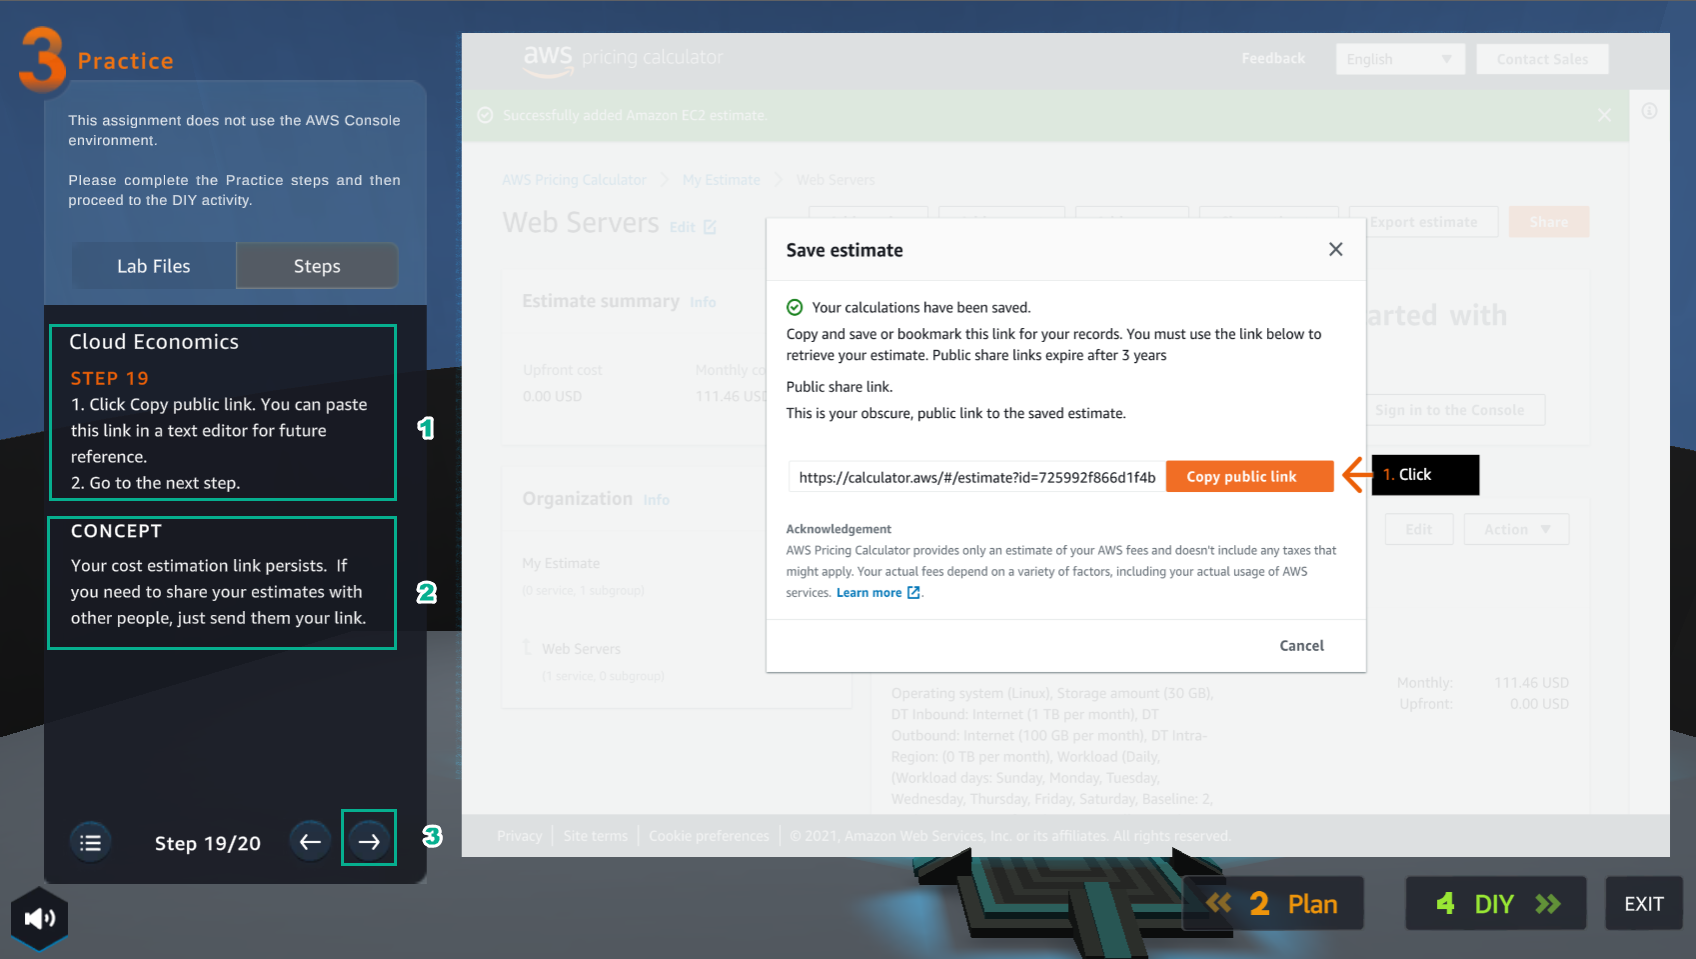 3 Practice
This assignment does not use the AWS Console
environment.
Please complete the Practice steps and then
proceed to the DIY activity.
Lab Files
Steps
Cloud Economics
STEP 19
1. Click Copy public link. You can paste
this link in a text editor for future
reference.
2. Go to the next step.
1
CONCEPT
Your cost estimation link persists. If
you need to share your estimates with
other people, just send them your link.
2
Step 19/20
3
aws pricing calculator
Feedback
English
Contact Sales
Successfully added Amazon EC2 estimate.
AWS Pricing Calculator
My Estimate
Web Servers
Web Servers
Edit
Export estimate
Share
Estimate summary Info
Upfront cost
0.00 USD
Monthly co
111.46 USD
arted with
Sign in to the Console
Organization Info
My Estimate
(0 service, 1 subgroup)
Web Servers
(1 service, 0 subgroup)
Save estimate
Your calculations have been saved.
Copy and save or bookmark this link for your records. You must use the link below to
retrieve your estimate. Public share links expire after 3 years
Public share link.
This is your obscure, public link to the saved estimate.
https://calculator.aws/#/estimate?id=725992f866d1f4b
Copy public link
1. Click
Acknowledgement
AWS Pricing Calculator provides only an estimate of your AWS fees and doesn't include any taxes that
might apply. Your actual fees depend on a variety of factors, including your actual usage of AWS
services. Learn more.
Cancel
Edit
Action
Operating system (Linux), Storage amount (30 GB),
DT Inbound: Internet (1 TB per month), DT
Outbound: Internet (100 GB per month), DT Intra-
Region: (0 TB per month), Workload (Daily,
(Workload days: Sunday, Monday, Tuesday,
Wednesday, Thursday, Friday, Saturday, Baseline: 2,
Monthly: 111.46 USD
Upfront: 0.00 USD
Privacy
Site terms
Cookie preferences
© 2021, Amazon Web Services, Inc. or its affiliates. All rights reserved.
2 Plan
4 DIY
EXIT